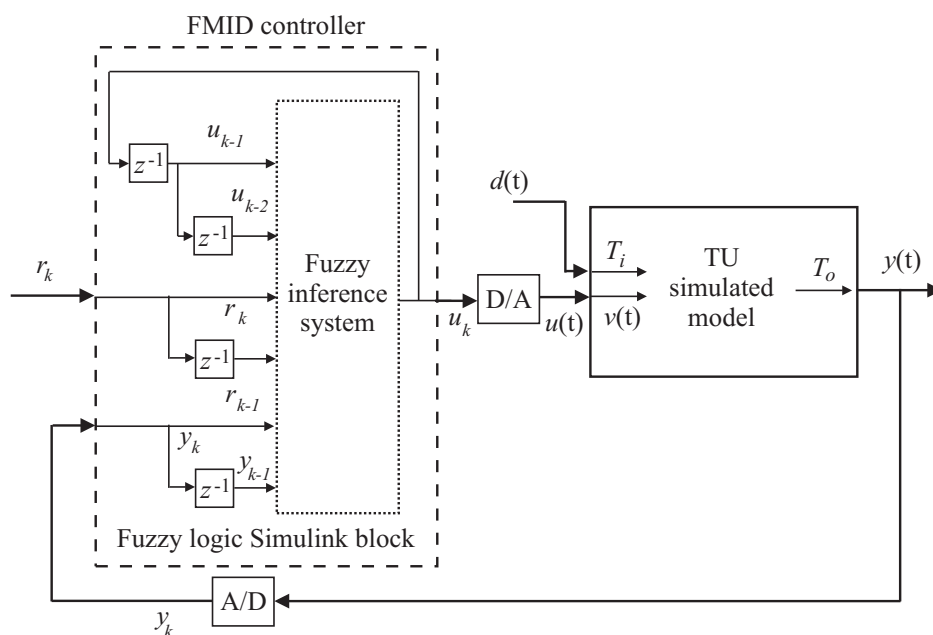 FMID controller
u_{k-1}
z^{-1}
u_{k-2}
z^{-1}
r_k
r_k
z^{-1}
r_{k-1}
y_k
y_{k-1}
z^{-1}
Fuzzy
inference
system
Fuzzy logic Simulink block
u_k
D/A
u(t)
d(t)
T_i
v(t)
TU
simulated
model
T_o
y(t)
A/D
y_k